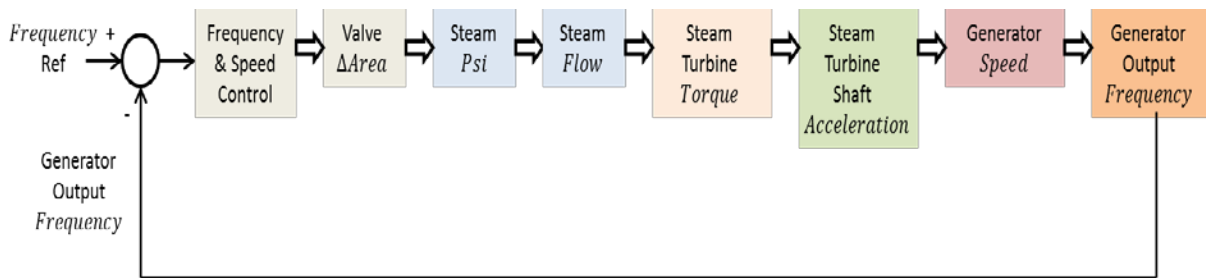 Frequency +
Ref
-
Frequency
& Speed
Control
Valve
ΔArea
Steam
Psi
Steam
Flow
Steam
Turbine
Torque
Steam
Turbine
Shaft
Acceleration
Generator
Speed
Generator
Output
Frequency
Generator
Output
Frequency